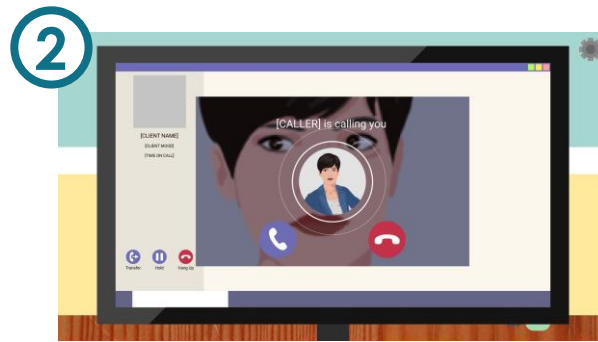 2
[CALLER] is calling you
[CLIENT NAME]
[CLIENT MOOD]
[TIME ON CALL]
Transfer
Hold
Hang Up